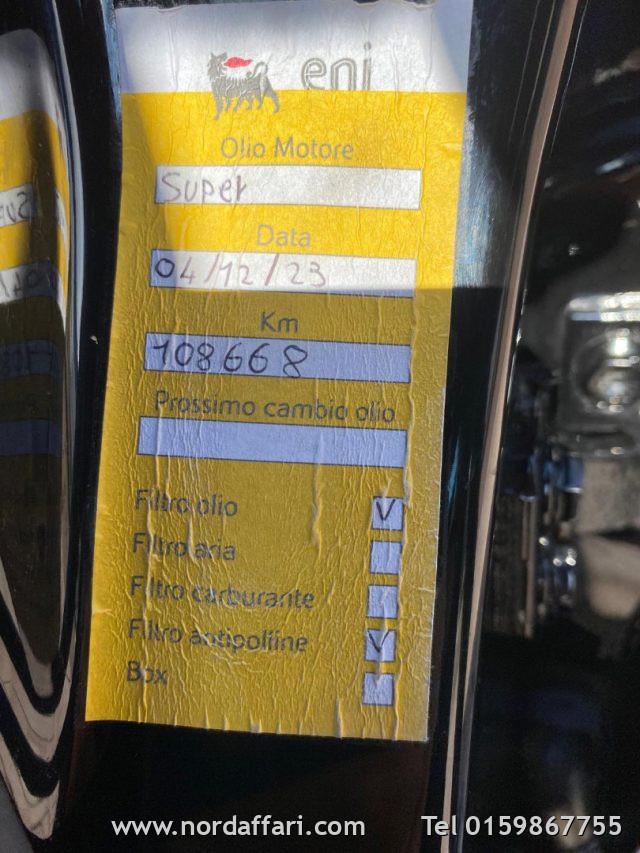 eni
Olio Motore
Super
Data
04/12/23
Km
108668
Prossimo cambio olio
Filtro olio V
Filtro aria
Filtro carburante
Filtro antipolline V
Box
www.nordaffari.com Tel 0159867755